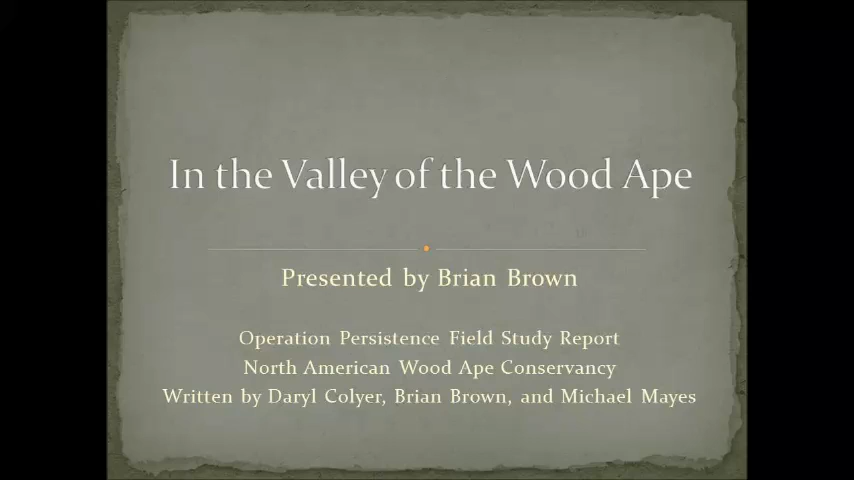 In the Valley of the Wood Ape
Presented by Brian Brown
Operation Persistence Field Study Report
North American Wood Ape Conservancy
Written by Daryl Colyer, Brian Brown, and Michael Mayes